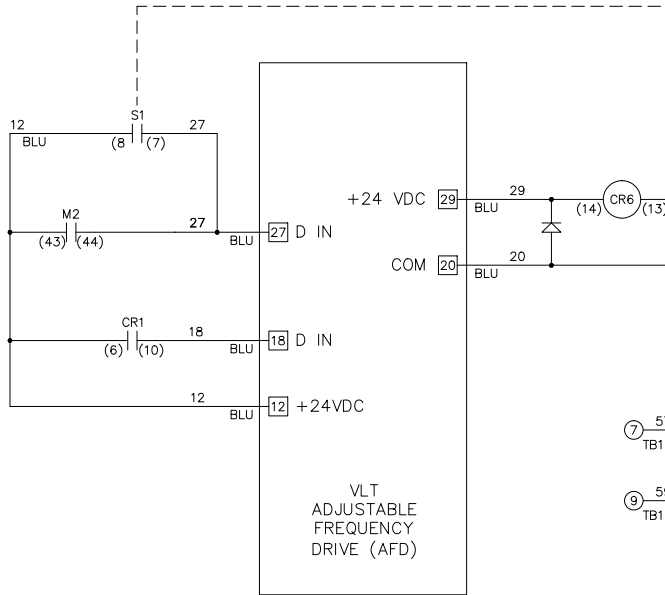 S1
12
27
BLU
(8
(7)
M2
27
(43)
(44)
BLU
27
D IN
+24 VDC
29
29
BLU
CR6
(14)
(13)
COM
20
20
BLU
CR1
18
(6)
(10)
BLU
18
D IN
12
BLU
12
+24VDC
7
TB1
9
59
TB1
VLT
ADJUSTABLE
FREQUENCY
DRIVE (AFD)